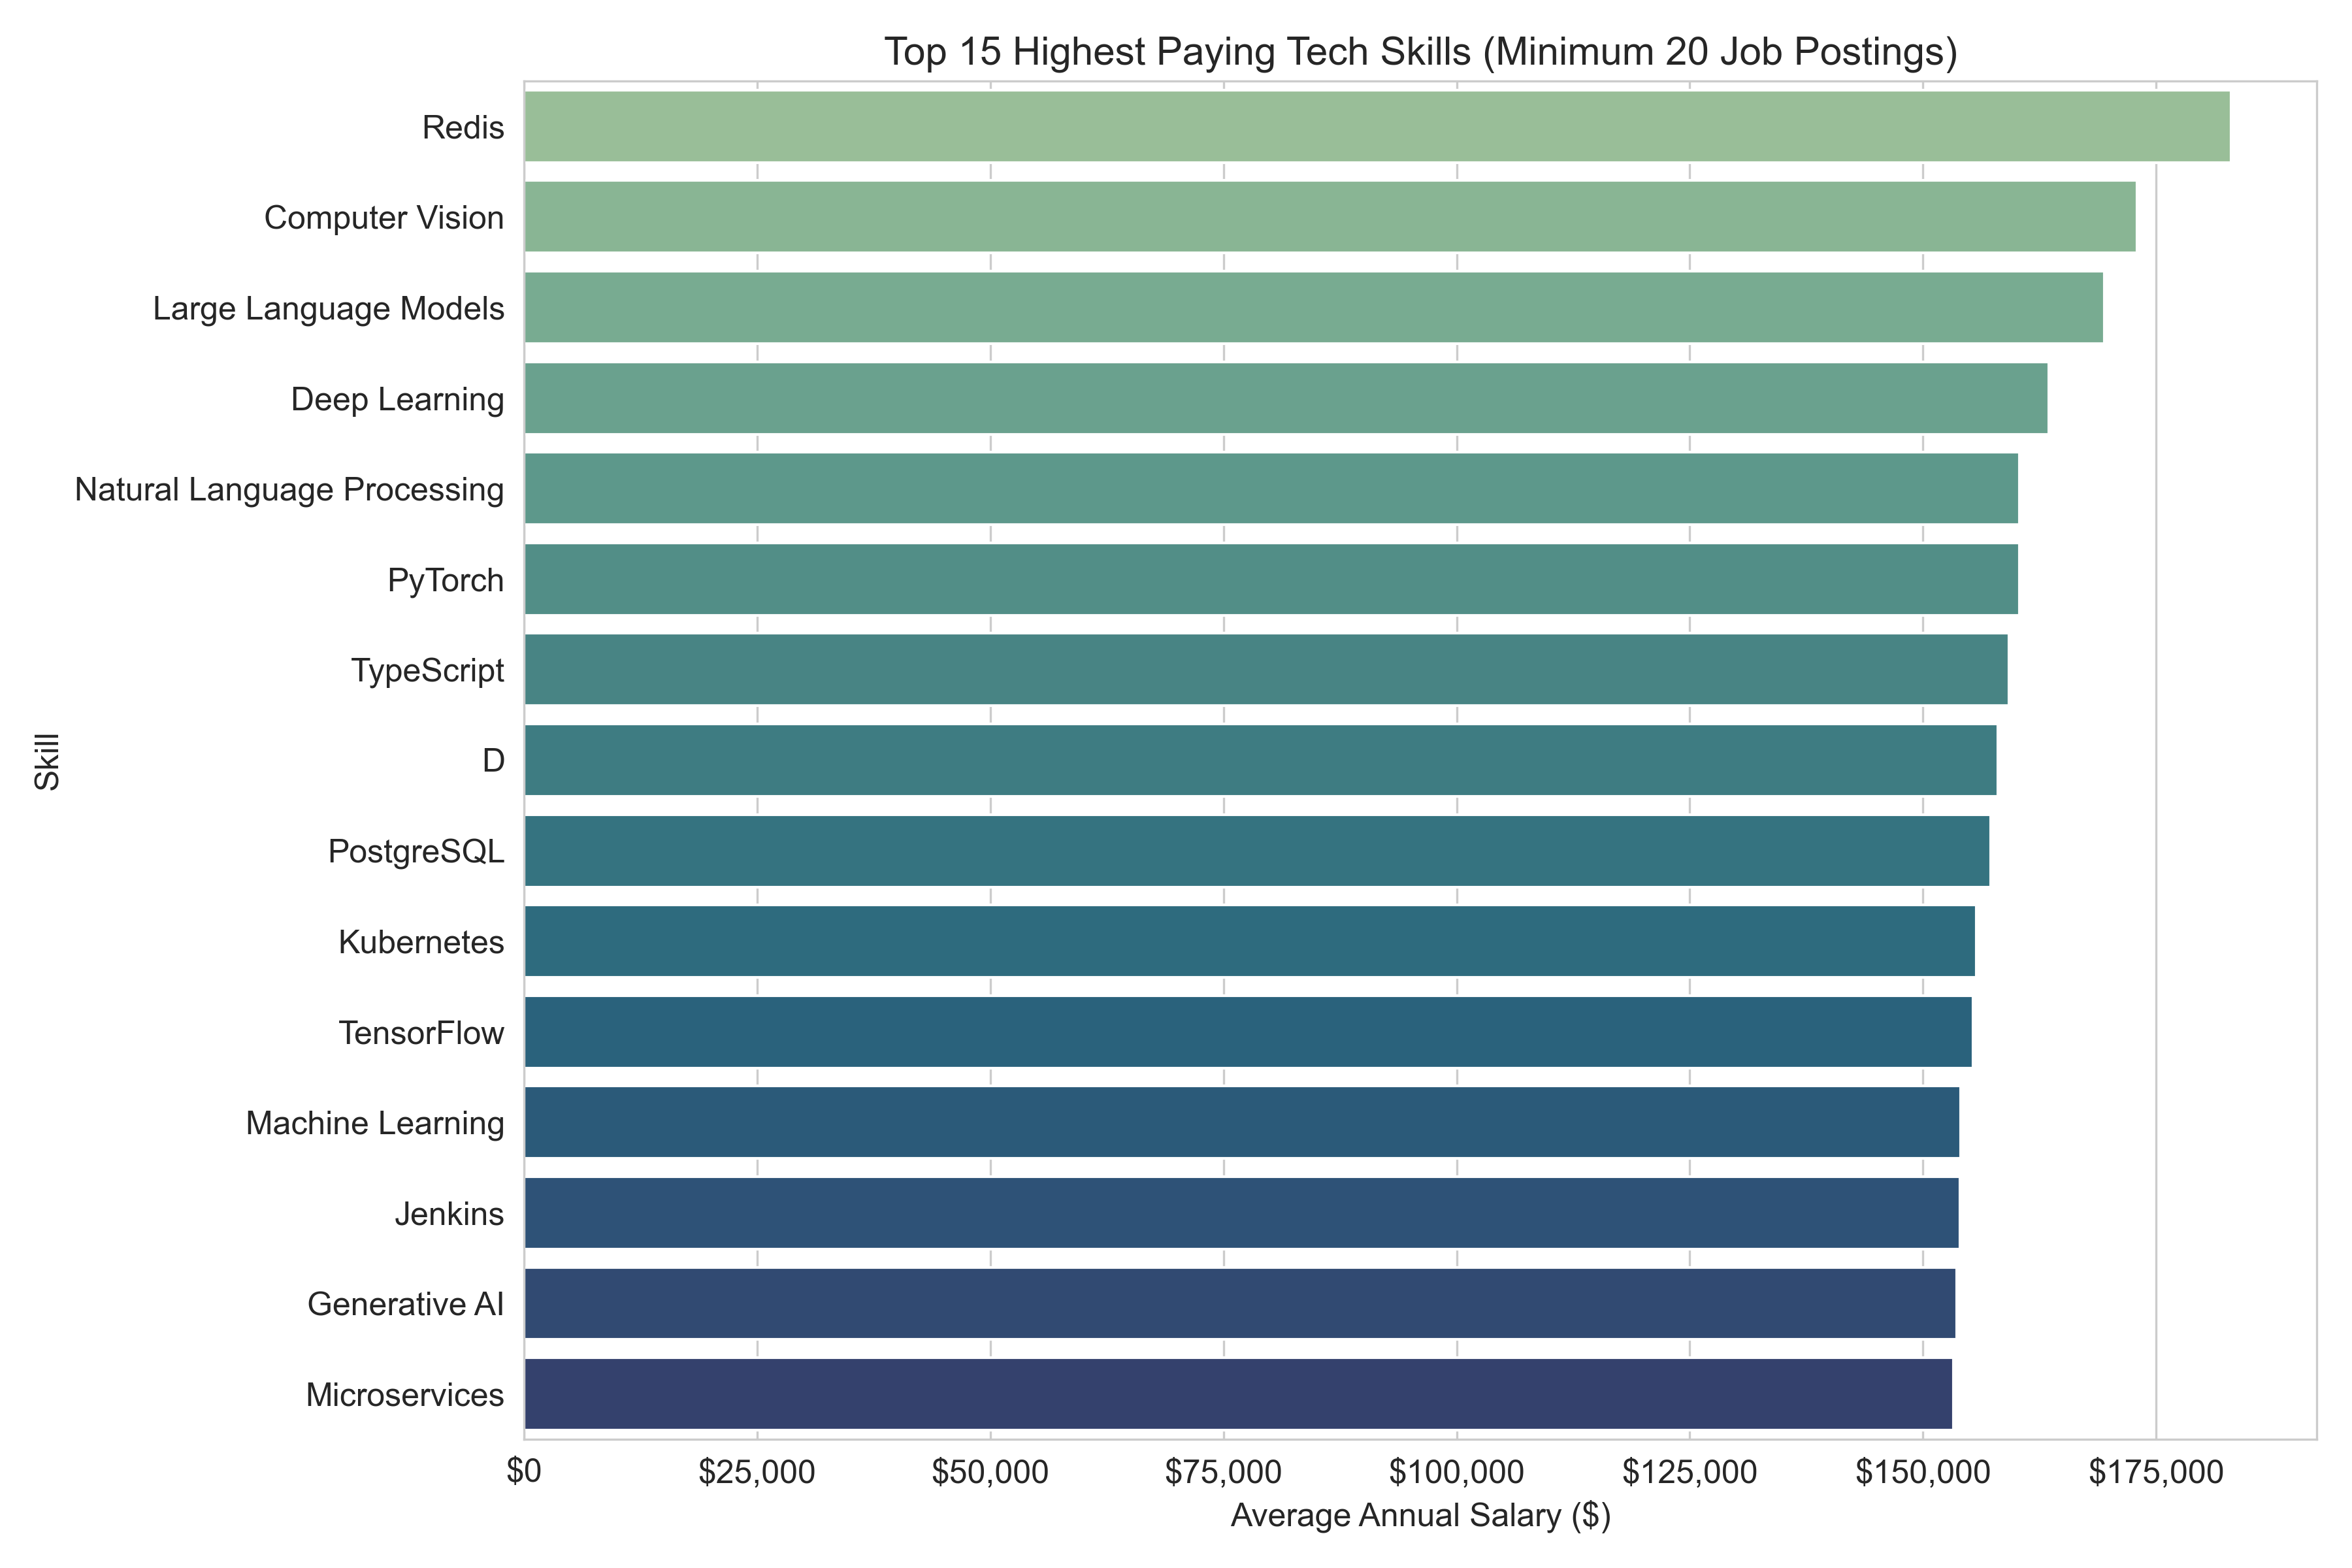 Top 15 Highest Paying Tech Skills (Minimum 20 Job Postings)
Skill
Redis
Computer Vision
Large Language Models
Deep Learning
Natural Language Processing
PyTorch
TypeScript
D
PostgreSQL
Kubernetes
TensorFlow
Machine Learning
Jenkins
Generative AI
Microservices
$0 $25,000 $50,000 $75,000 $100,000 $125,000 $150,000 $175,000
Average Annual Salary ($)